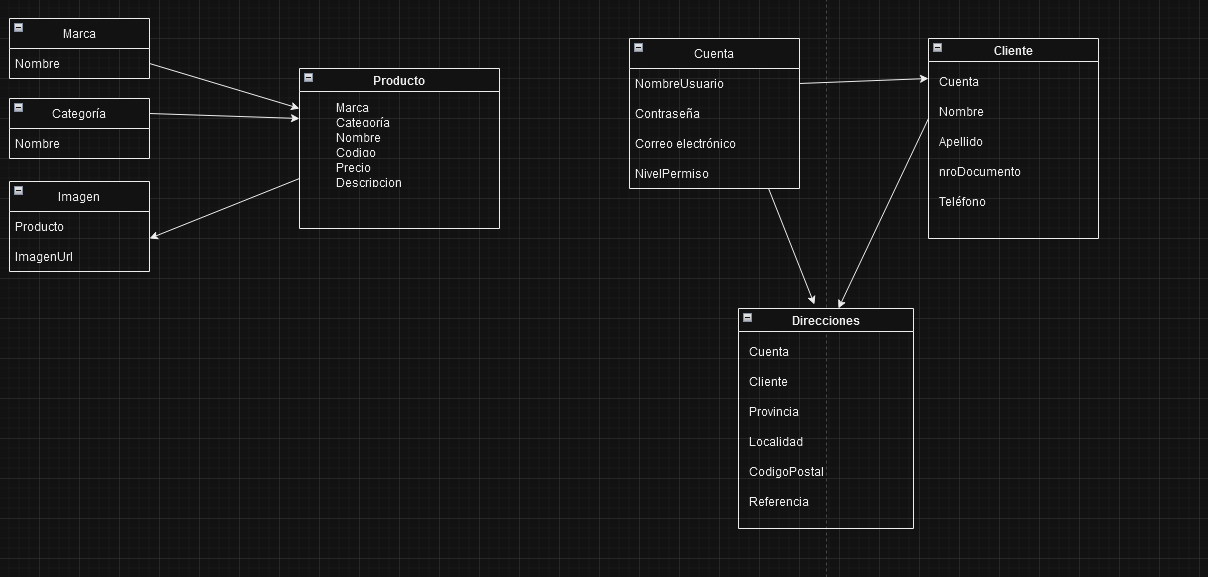 Marca
Nombre
Categoría
Nombre
Imagen
Producto
ImagenUrl
Producto
Marca
Categoría
Nombre
Codigo
Precio
Descripcion
Cuenta
NombreUsuario
Contraseña
Correo electrónico
NivelPermiso
Cliente
Cuenta
Nombre
Apellido
nroDocumento
Teléfono
Direcciones
Cuenta
Cliente
Provincia
Localidad
CodigoPostal
Referencia